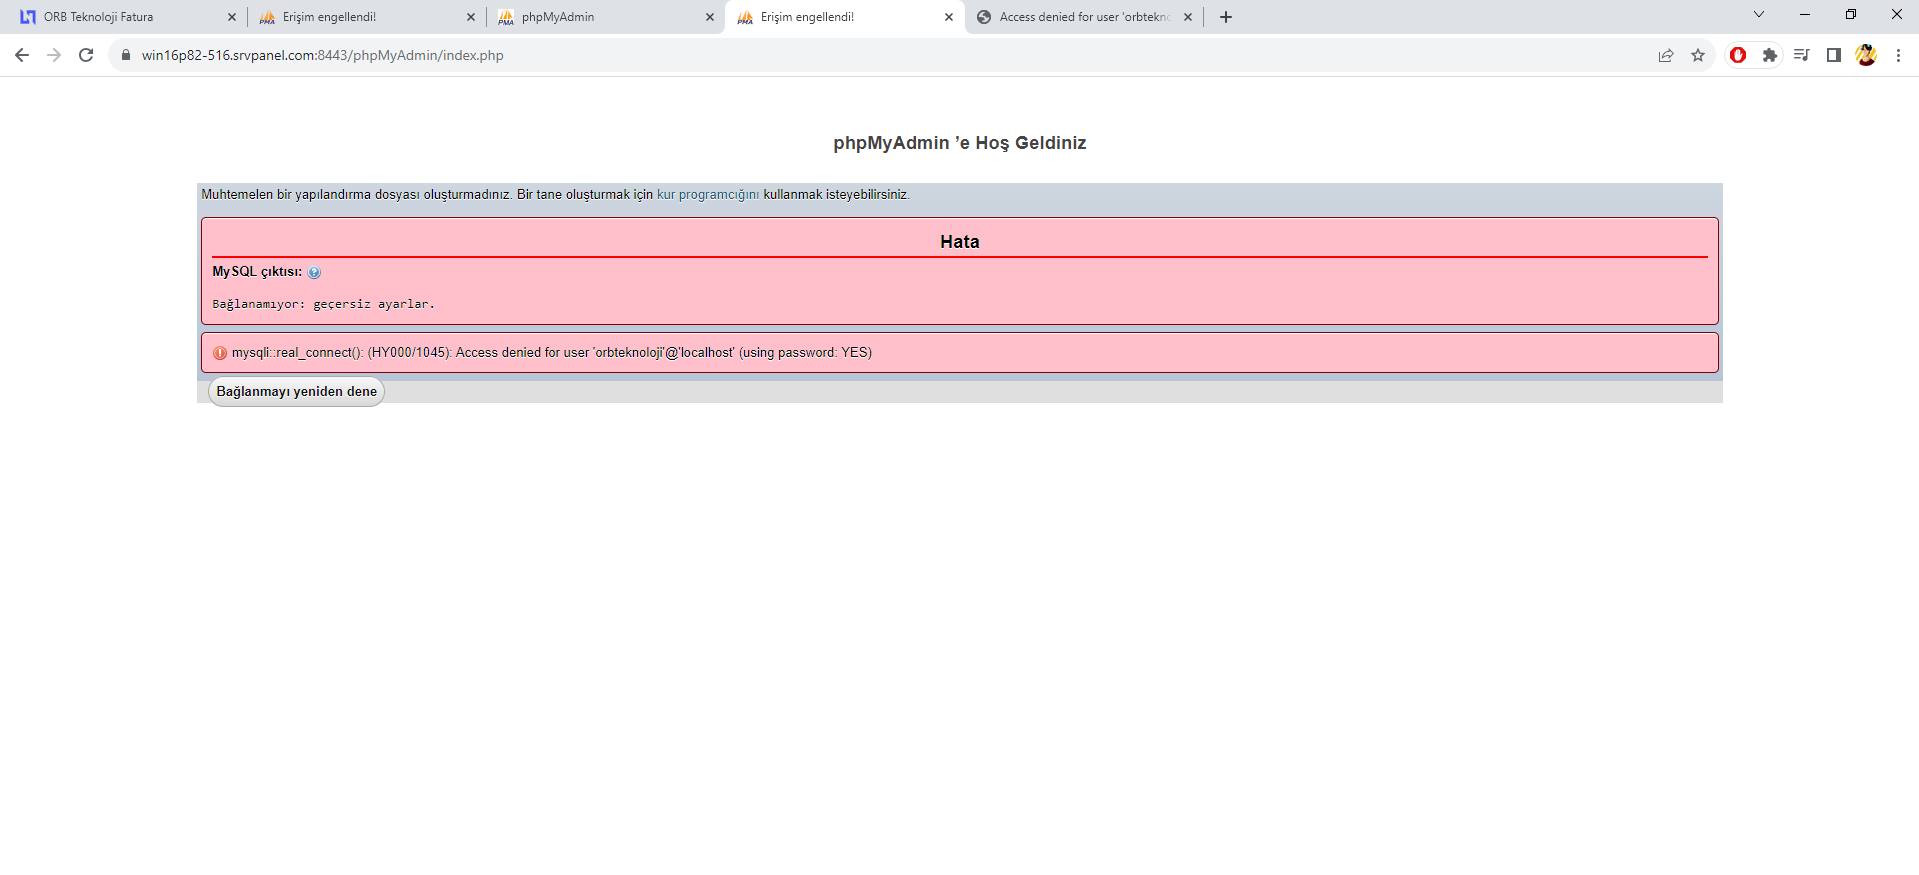 ORB Teknoloji Fatura
Erişim engellendi!
phpMyAdmin
Erişim engellendi!
Access denied for user 'orbtekno
win16p82-516.srvpanel.com:8443/phpMyAdmin/index.php
phpMyAdmin ’e Hoş Geldiniz
Muhtemelen bir yapılandırma dosyası oluşturmadınız. Bir tane oluşturmak için kur programcığını kullanmak isteyebilirsiniz.
Hata
MySQL çıktısı:
Bağlanamıyor: geçersiz ayarlar.
mysqli::real_connect(): (HY000/1045): Access denied for user 'orbteknoloji'@'localhost' (using password: YES)
Bağlanmayı yeniden dene